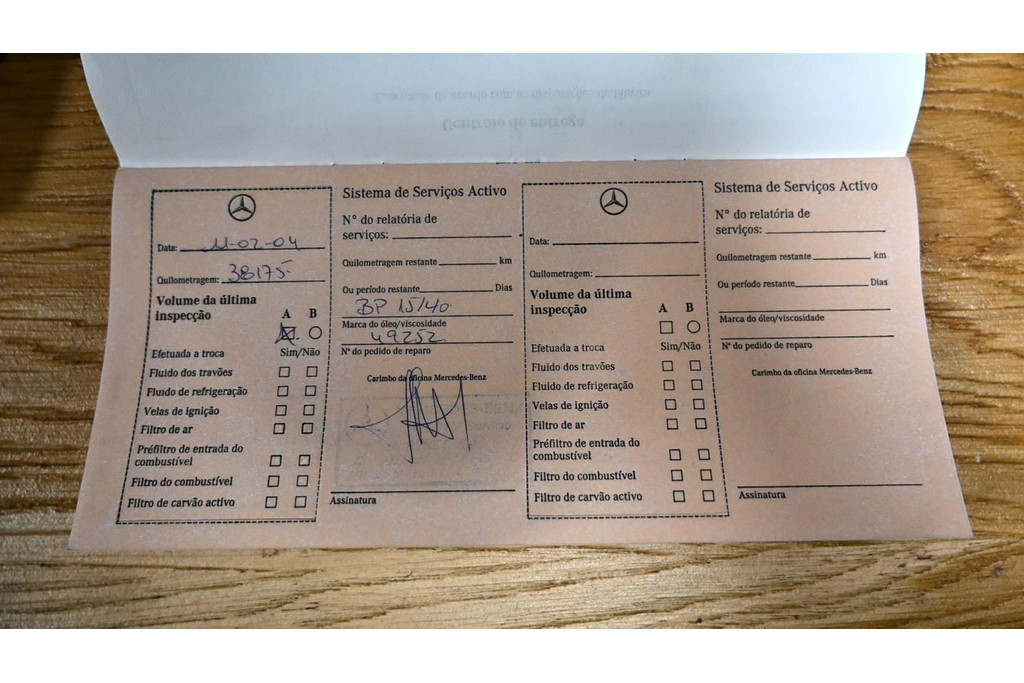 Sistema de Serviços Activo
N° do relatória de
serviços:
Data: 11-02-04
Quilometragem restante km
Quilometragem: 38175-
Ou período restante Dias
Volume da última
inspecção
A B
BP 15/40
Marca do óleo/viscosidade
49252
Efetuada a troca Sim/Não
N° do pedido de reparo
Fluido dos travões
Carimbo da oficina Mercedes-Benz
Fluido de refrigeração
Velas de ignição
Filtro de ar
Préfiltro de entrada do
combustível
Filtro do combustível
Filtro de carvão activo
Assinatura
Sistema de Serviços Activo
N° do relatória de
serviços:
Data:
Quilometragem restante km
Quilometragem:
Ou período restante Dias
Volume da última
inspecção
A B
Marca do óleo/viscosidade
Efetuada a troca Sim/Não
N° do pedido de reparo
Fluido dos travões
Carimbo da oficina Mercedes-Benz
Fluido de refrigeração
Velas de ignição
Filtro de ar
Préfiltro de entrada do
combustível
Filtro do combustível
Filtro de carvão activo
Assinatura